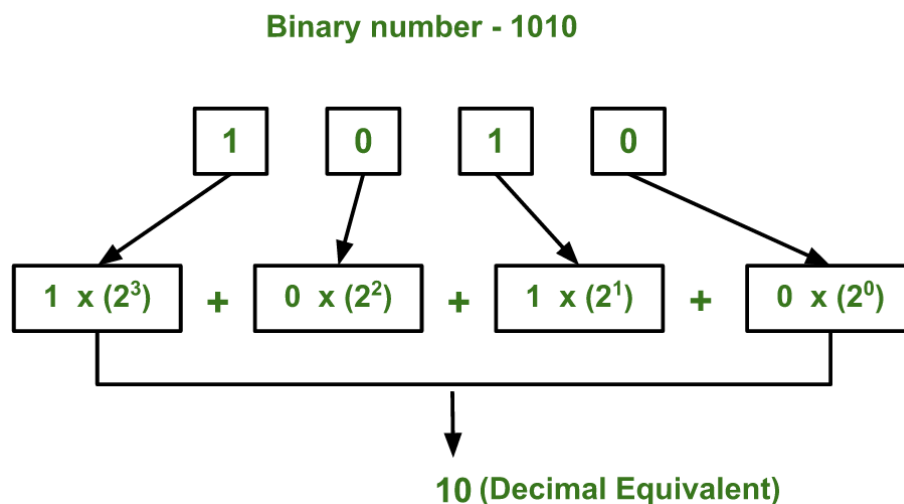 Binary number - 1010
1 0 1 0
1 x (2³) + 0 x (2²) + 1 x (2¹) + 0 x (2⁰)
10 (Decimal Equivalent)